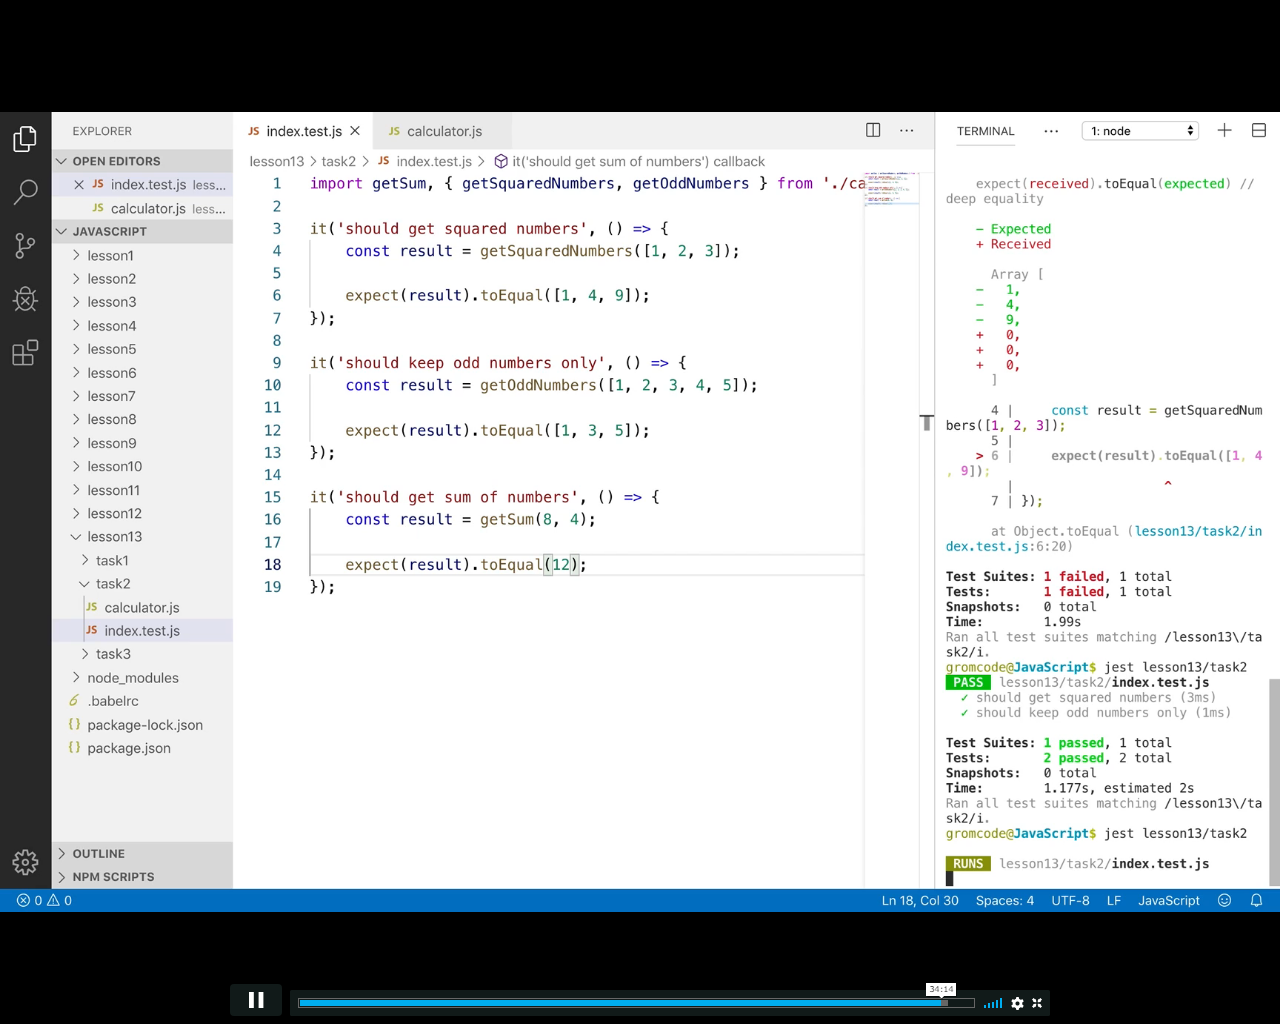 EXPLORER
OPEN EDITORS
JS index.test.js less...
JS calculator.js less...
JAVASCRIPT
lesson1
lesson2
lesson3
lesson4
lesson5
lesson6
lesson7
lesson8
lesson9
lesson10
lesson11
lesson12
lesson13
task1
task2
JS calculator.js
JS index.test.js
task3
node_modules
.babelrc
{} package-lock.json
{} package.json
OUTLINE
NPM SCRIPTS
JS index.test.js
JS calculator.js
lesson13 > task2 > JS index.test.js > it('should get sum of numbers') callback
1 import getSum, { getSquaredNumbers, getOddNumbers } from './ca
2
3 it('should get squared numbers', () => {
4 const result = getSquaredNumbers([1, 2, 3]);
5
6 expect(result).toEqual([1, 4, 9]);
7 });
8
9 it('should keep odd numbers only', () => {
10 const result = getOddNumbers([1, 2, 3, 4, 5]);
11
12 expect(result).toEqual([1, 3, 5]);
13 });
14
15 it('should get sum of numbers', () => {
16 const result = getSum(8, 4);
17
18 expect(result).toEqual(12);
19 });
TERMINAL ... 1: node
expect(received).toEqual(expected) //
deep equality
- Expected
+ Received
Array [
- 1,
- 4,
- 9,
+ 0,
+ 0,
+ 0,
]
4 | const result = getSquaredNum
bers([1, 2, 3]);
5 |
> 6 | expect(result).toEqual([1, 4
, 9]);
| ^
7 | });
at Object.toEqual (lesson13/task2/in
dex.test.js:6:20)
Test Suites: 1 failed, 1 total
Tests: 1 failed, 1 total
Snapshots: 0 total
Time: 1.99s
Ran all test suites matching /lesson13\/ta
sk2/i.
gromcode@JavaScript$ jest lesson13/task2
PASS lesson13/task2/index.test.js
✓ should get squared numbers (3ms)
✓ should keep odd numbers only (1ms)
Test Suites: 1 passed, 1 total
Tests: 2 passed, 2 total
Snapshots: 0 total
Time: 1.177s, estimated 2s
Ran all test suites matching /lesson13\/ta
sk2/i.
gromcode@JavaScript$ jest lesson13/task2
RUNS lesson13/task2/index.test.js
0 0
Ln 18, Col 30 Spaces: 4 UTF-8 LF JavaScript
34:14